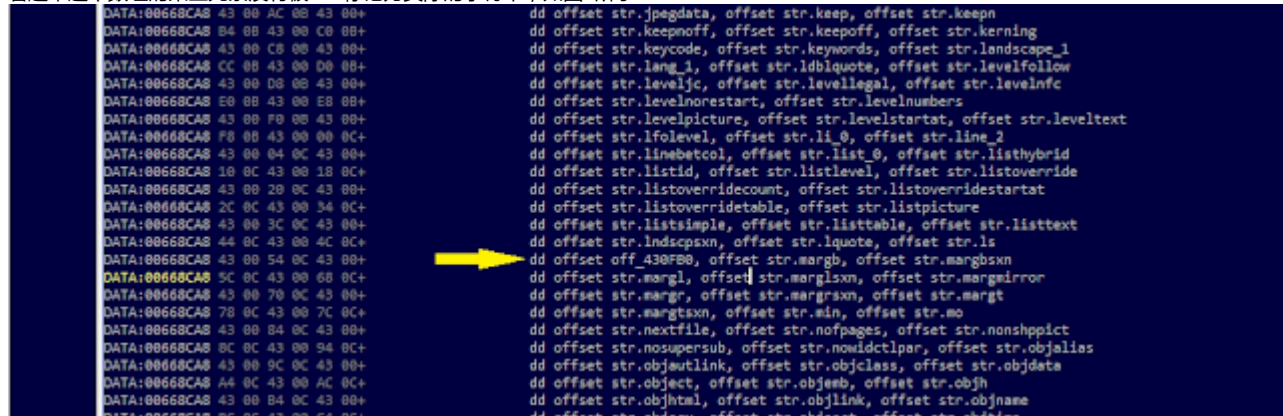 DATA:00668CA8 43 00 AC 0B 43 00+ dd offset str.jpegdata, offset str.keep, offset str.keepn
DATA:00668CA8 B4 0B 43 00 C0 0B+ dd offset str.keepnoff, offset str.keepoff, offset str.kerning
DATA:00668CA8 43 00 C8 0B 43 00+ dd offset str.keycode, offset str.keywords, offset str.landscape_1
DATA:00668CA8 CC 0B 43 00 D0 0B+ dd offset str.lang_1, offset str.ldblquote, offset str.levelfollow
DATA:00668CA8 43 00 D8 0B 43 00+ dd offset str.leveljc, offset str.levellegal, offset str.levelnfc
DATA:00668CA8 E0 0B 43 00 E8 0B+ dd offset str.levelnorestart, offset str.levelnumbers
DATA:00668CA8 43 00 F0 0B 43 00+ dd offset str.levelpicture, offset str.levelstartat, offset str.leveltext
DATA:00668CA8 F8 0B 43 00 00 0C+ dd offset str.lfolevel, offset str.li_0, offset str.line_2
DATA:00668CA8 43 00 04 0C 43 00+ dd offset str.linebetcol, offset str.list_0, offset str.listhybrid
DATA:00668CA8 10 0C 43 00 18 0C+ dd offset str.listid, offset str.listlevel, offset str.listoverride
DATA:00668CA8 43 00 20 0C 43 00+ dd offset str.listoverridecount, offset str.listoverridestartat
DATA:00668CA8 2C 0C 43 00 34 0C+ dd offset str.listoverridetable, offset str.listpicture
DATA:00668CA8 43 00 3C 0C 43 00+ dd offset str.listsimple, offset str.listtable, offset str.listtext
DATA:00668CA8 44 0C 43 00 4C 0C+ dd offset str.lndscpsxn, offset str.lquote, offset str.ls
DATA:00668CA8 43 00 54 0C 43 00+ dd offset off_430FB0, offset str.margb, offset str.margbsxn
DATA:00668CA8 5C 0C 43 00 68 0C+ dd offset str.margl, offset str.marglsxn, offset str.margmirror
DATA:00668CA8 43 00 70 0C 43 00+ dd offset str.margr, offset str.margrsxn, offset str.margt
DATA:00668CA8 78 0C 43 00 7C 0C+ dd offset str.margtsxn, offset str.min, offset str.mo
DATA:00668CA8 43 00 84 0C 43 00+ dd offset str.nextfile, offset str.nofpages, offset str.nonshppict
DATA:00668CA8 8C 0C 43 00 94 0C+ dd offset str.nosupersub, offset str.nowidctlpar, offset str.objalias
DATA:00668CA8 43 00 9C 0C 43 00+ dd offset str.objautlink, offset str.objclass, offset str.objdata
DATA:00668CA8 A4 0C 43 00 AC 0C+ dd offset str.object, offset str.objemb, offset str.objh
DATA:00668CA8 43 00 B4 0C 43 00+ dd offset str.objhtml, offset str.objlink, offset str.objname